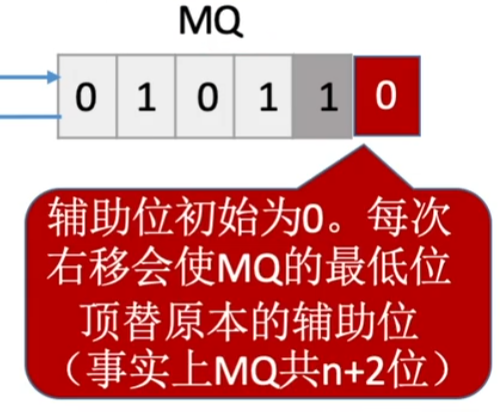 MQ
0 1 0 1 1 0
辅助位初始为0。每次
右移会使MQ的最低位
顶替原本的辅助位
（事实上MQ共n+2位）